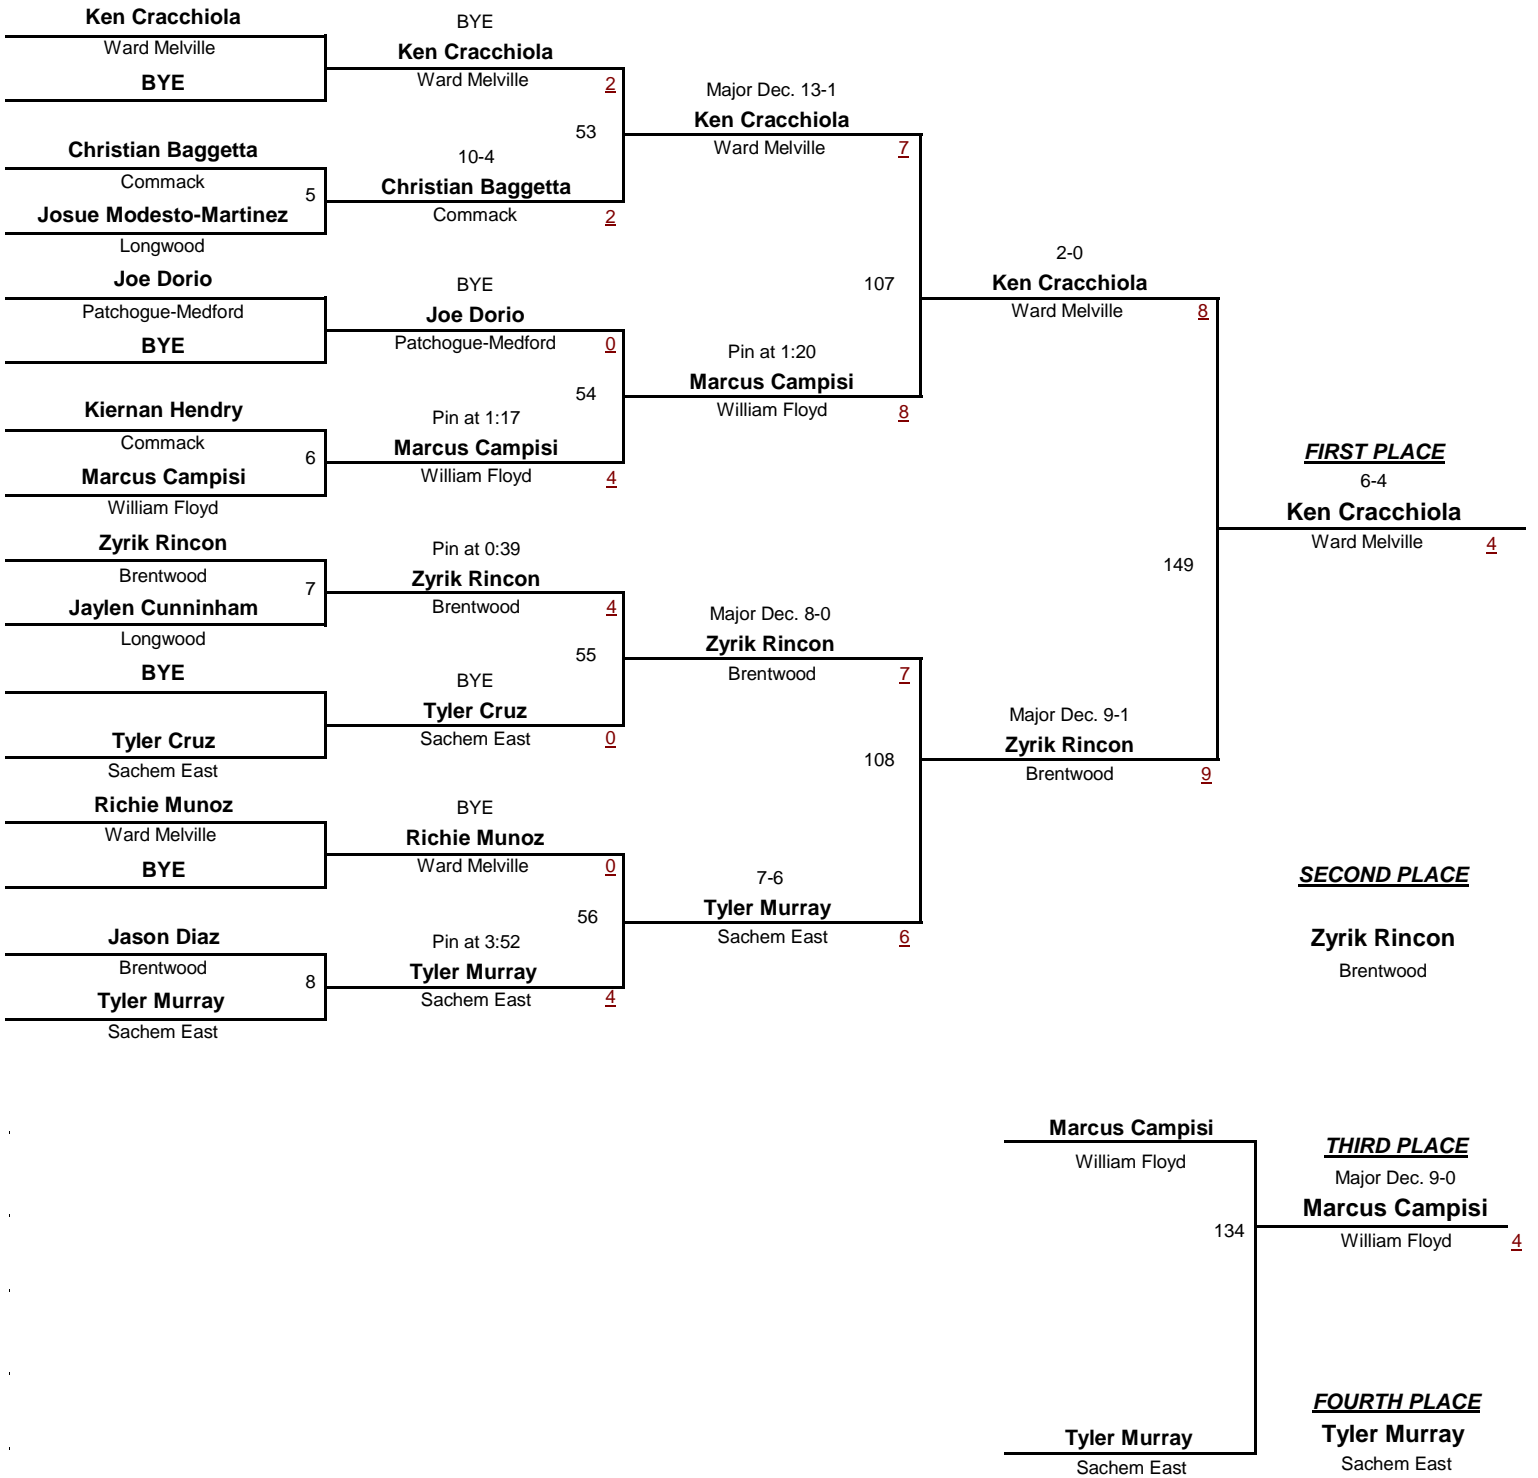 Ken Cracchiola
Ward Melville
BYE
Christian Baggetta
Commack
5
Josue Modesto-Martinez
Longwood
Joe Dorio
Patchogue-Medford
BYE
Kiernan Hendry
Commack
6
Marcus Campisi
William Floyd
Zyrik Rincon
Brentwood
7
Jaylen Cunninham
Longwood
BYE
Tyler Cruz
Sachem East
Richie Munoz
Ward Melville
BYE
Jason Diaz
Brentwood
8
Tyler Murray
Sachem East
BYE
Ken Cracchiola
Ward Melville 2
53
10-4
Christian Baggetta
Commack 2
BYE
Joe Dorio
Patchogue-Medford 0
54
Pin at 1:17
Marcus Campisi
William Floyd 4
Pin at 0:39
Zyrik Rincon
Brentwood 4
55
BYE
Tyler Cruz
Sachem East 0
BYE
Richie Munoz
Ward Melville 0
56
Pin at 3:52
Tyler Murray
Sachem East 4
Major Dec. 13-1
Ken Cracchiola
Ward Melville 7
107
Pin at 1:20
Marcus Campisi
William Floyd 8
Major Dec. 8-0
Zyrik Rincon
Brentwood 7
108
7-6
Tyler Murray
Sachem East 6
2-0
Ken Cracchiola
Ward Melville 8
149
Major Dec. 9-1
Zyrik Rincon
Brentwood 9
FIRST PLACE
6-4
Ken Cracchiola
Ward Melville 4
SECOND PLACE
Zyrik Rincon
Brentwood
Marcus Campisi
William Floyd
134
Tyler Murray
Sachem East
THIRD PLACE
Major Dec. 9-0
Marcus Campisi
William Floyd 4
FOURTH PLACE
Tyler Murray
Sachem East